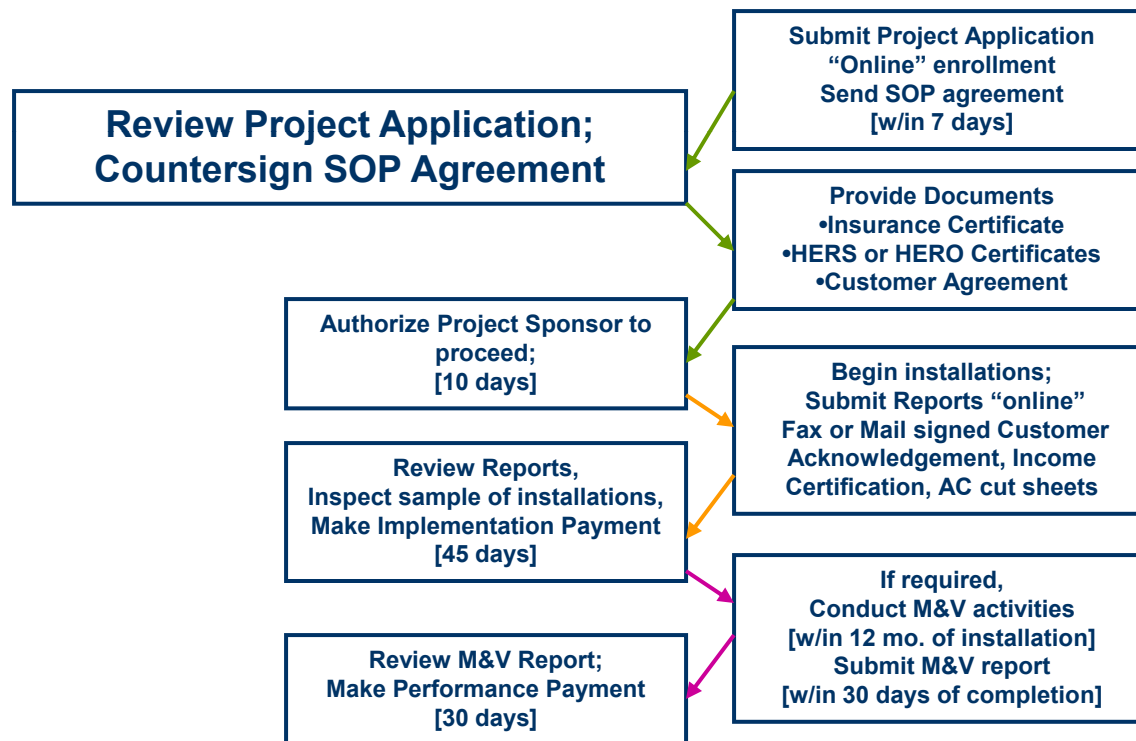 Submit Project Application
“Online” enrollment
Send SOP agreement
[w/in 7 days]
Review Project Application;
Countersign SOP Agreement
Provide Documents
•Insurance Certificate
•HERS or HERO Certificates
•Customer Agreement
Authorize Project Sponsor to
proceed;
[10 days]
Begin installations;
Submit Reports “online”
Fax or Mail signed Customer
Acknowledgement, Income
Certification, AC cut sheets
Review Reports,
Inspect sample of installations,
Make Implementation Payment
[45 days]
If required,
Conduct M&V activities
[w/in 12 mo. of installation]
Submit M&V report
[w/in 30 days of completion]
Review M&V Report;
Make Performance Payment
[30 days]